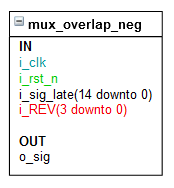 mux_overlap_neg
IN
i_clk
i_rst_n
i_sig_late(14 downto 0)
i_REV(3 downto 0)
OUT
o_sig